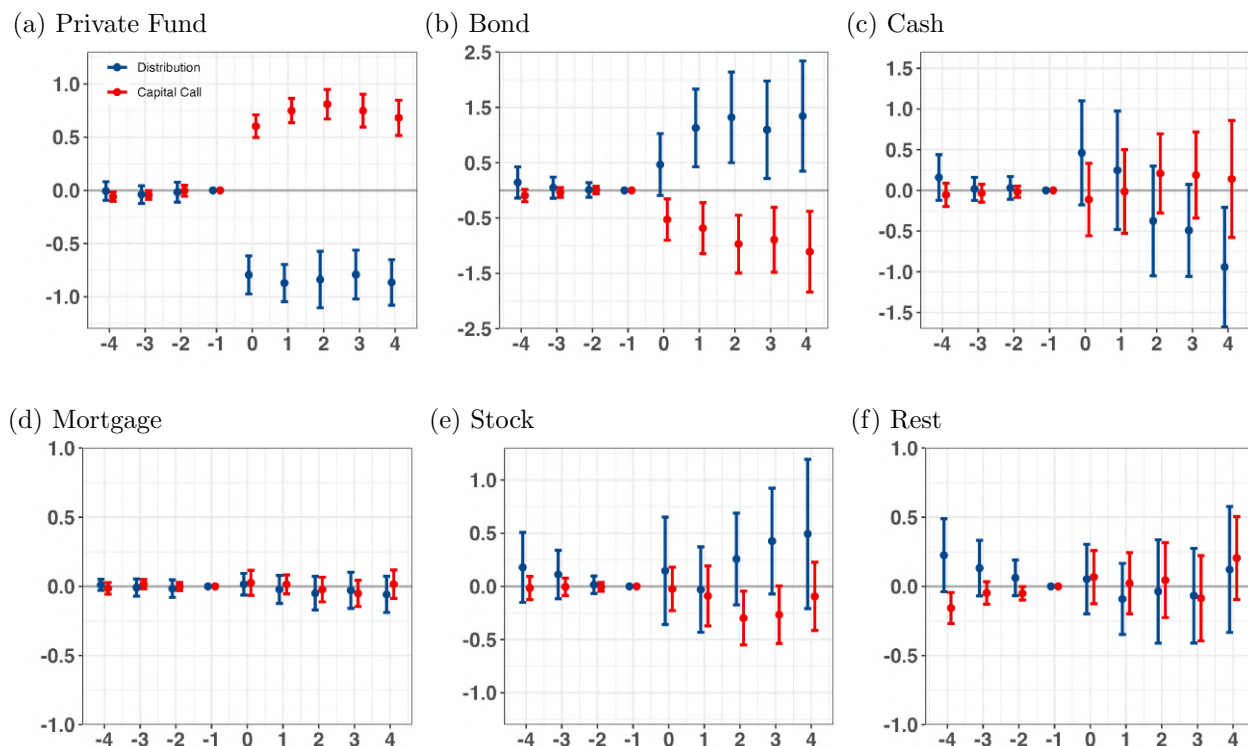 (a) Private Fund
(b) Bond
(c) Cash
Distribution
Capital Call
1.0
0.5
0.0
-0.5
-1.0
-4 -3 -2 -1 0 1 2 3 4
2.5
1.5
0.5
-0.5
-1.5
-2.5
-4 -3 -2 -1 0 1 2 3 4
1.5
1.0
0.5
0.0
-0.5
-1.0
-1.5
-4 -3 -2 -1 0 1 2 3 4
(d) Mortgage
(e) Stock
(f) Rest
1.0
0.5
0.0
-0.5
-1.0
-4 -3 -2 -1 0 1 2 3 4
1.0
0.5
0.0
-0.5
-1.0
-4 -3 -2 -1 0 1 2 3 4
1.0
0.5
0.0
-0.5
-1.0
-4 -3 -2 -1 0 1 2 3 4